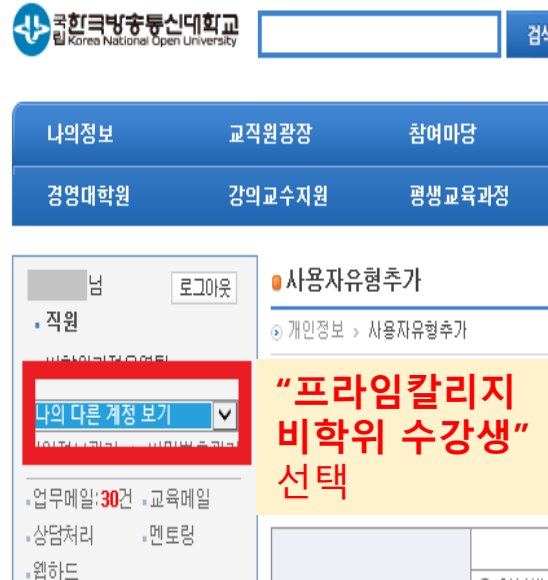 국립 한국방송통신대학교
Korea National Open University
나의정보 교직원광장 참여마당
경영대학원 강의교수지원 평생교육과정
님 로그아웃
직원
나의 다른 계정 보기
사용자유형추가
개인정보 > 사용자유형추가
“프라임칼리지
비학위 수강생”
선택
업무메일:30건 교육메일
상담처리 멘토링
웹하드